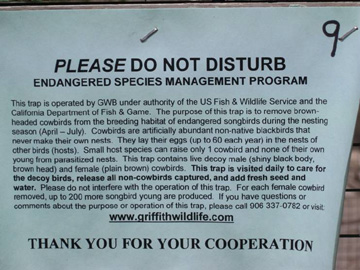 9
PLEASE DO NOT DISTURB
ENDANGERED SPECIES MANAGEMENT PROGRAM
This trap is operated by GWB under authority of the US Fish & Wildlife Service and the
California Department of Fish & Game. The purpose of this trap is to remove brown-
headed cowbirds from the breeding habitat of endangered songbirds during the nesting
season (April – July). Cowbirds are artificially abundant non-native blackbirds that
never make their own nests. They lay their eggs (up to 60 each year) in the nests of
other birds (hosts). Small host species can raise only 1 cowbird and none of their own
young from parasitized nests. This trap contains live decoy male (shiny black body,
brown head) and female (plain brown) cowbirds. This trap is visited daily to care for
the decoy birds, release all non-cowbirds captured, and add fresh seed and
water. Please do not interfere with the operation of this trap. For each female cowbird
removed, up to 200 more songbird young are produced. If you have questions or
comments about the purpose or operation of this trap, please call 906 337-0782 or visit:
www.griffithwildlife.com
THANK YOU FOR YOUR COOPERATION